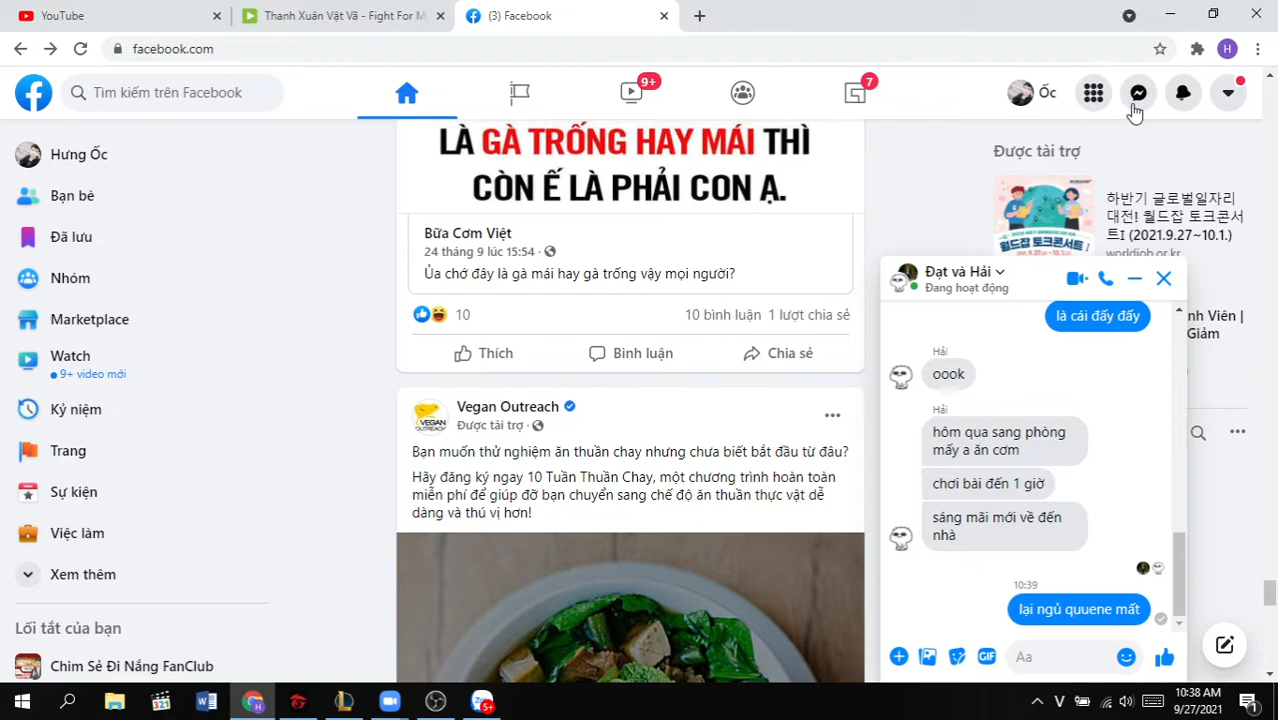 YouTube
Thanh Xuân Vật Vã - Fight For M
(3) Facebook
facebook.com
H
Tìm kiếm trên Facebook
9+
7
Ốc
Hưng Ốc
Bạn bè
Đã lưu
Nhóm
Marketplace
Watch
9+ video mới
Kỷ niệm
Trang
Sự kiện
Việc làm
Xem thêm
Lối tắt của bạn
Chim Sẻ Đi Nắng FanClub
LÀ GÀ TRỐNG HAY MÁI THÌ
CÒN Ế LÀ PHẢI CON Ạ.
Bữa Cơm Việt
24 tháng 9 lúc 15:54
Ủa chớ đây là gà mái hay gà trống vậy mọi người?
10
10 bình luận 1 lượt chia sẻ
Thích
Bình luận
Chia sẻ
Vegan Outreach
Được tài trợ
Bạn muốn thử nghiệm ăn thuần chay nhưng chưa biết bắt đầu từ đâu?
Hãy đăng ký ngay 10 Tuần Thuần Chay, một chương trình hoàn toàn
miễn phí để giúp đỡ bạn chuyển sang chế độ ăn thuần thực vật dễ
dàng và thú vị hơn!
Được tài trợ
하반기 글로벌일자리
대전! 월드잡 토크콘서
트I (2021.9.27~10.1.)
worldjob.or.kr
nh Viên |
Giảm
Đạt và Hải
Đang hoạt động
là cái đấy đấy
Hải
oook
Hải
hôm qua sang phòng
mấy a ăn cơm
chơi bài đến 1 giờ
sáng mãi mới về đến
nhà
10:39
lại ngủ quuene mất
GIF
Aa
5+
V
10:38 AM
9/27/2021
1